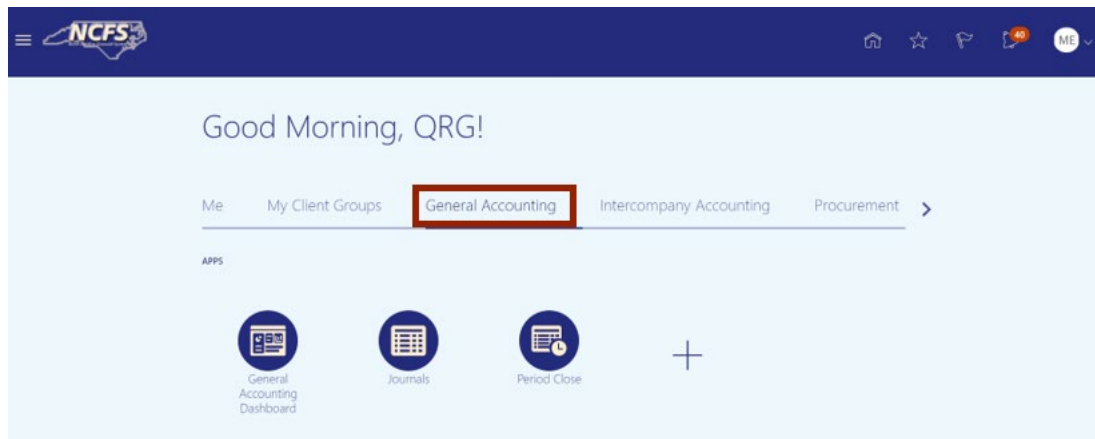 NCFS
40
ME
Good Morning, QRG!
Me My Client Groups General Accounting Intercompany Accounting Procurement
APPS
General
Accounting
Dashboard
Journals
Period Close